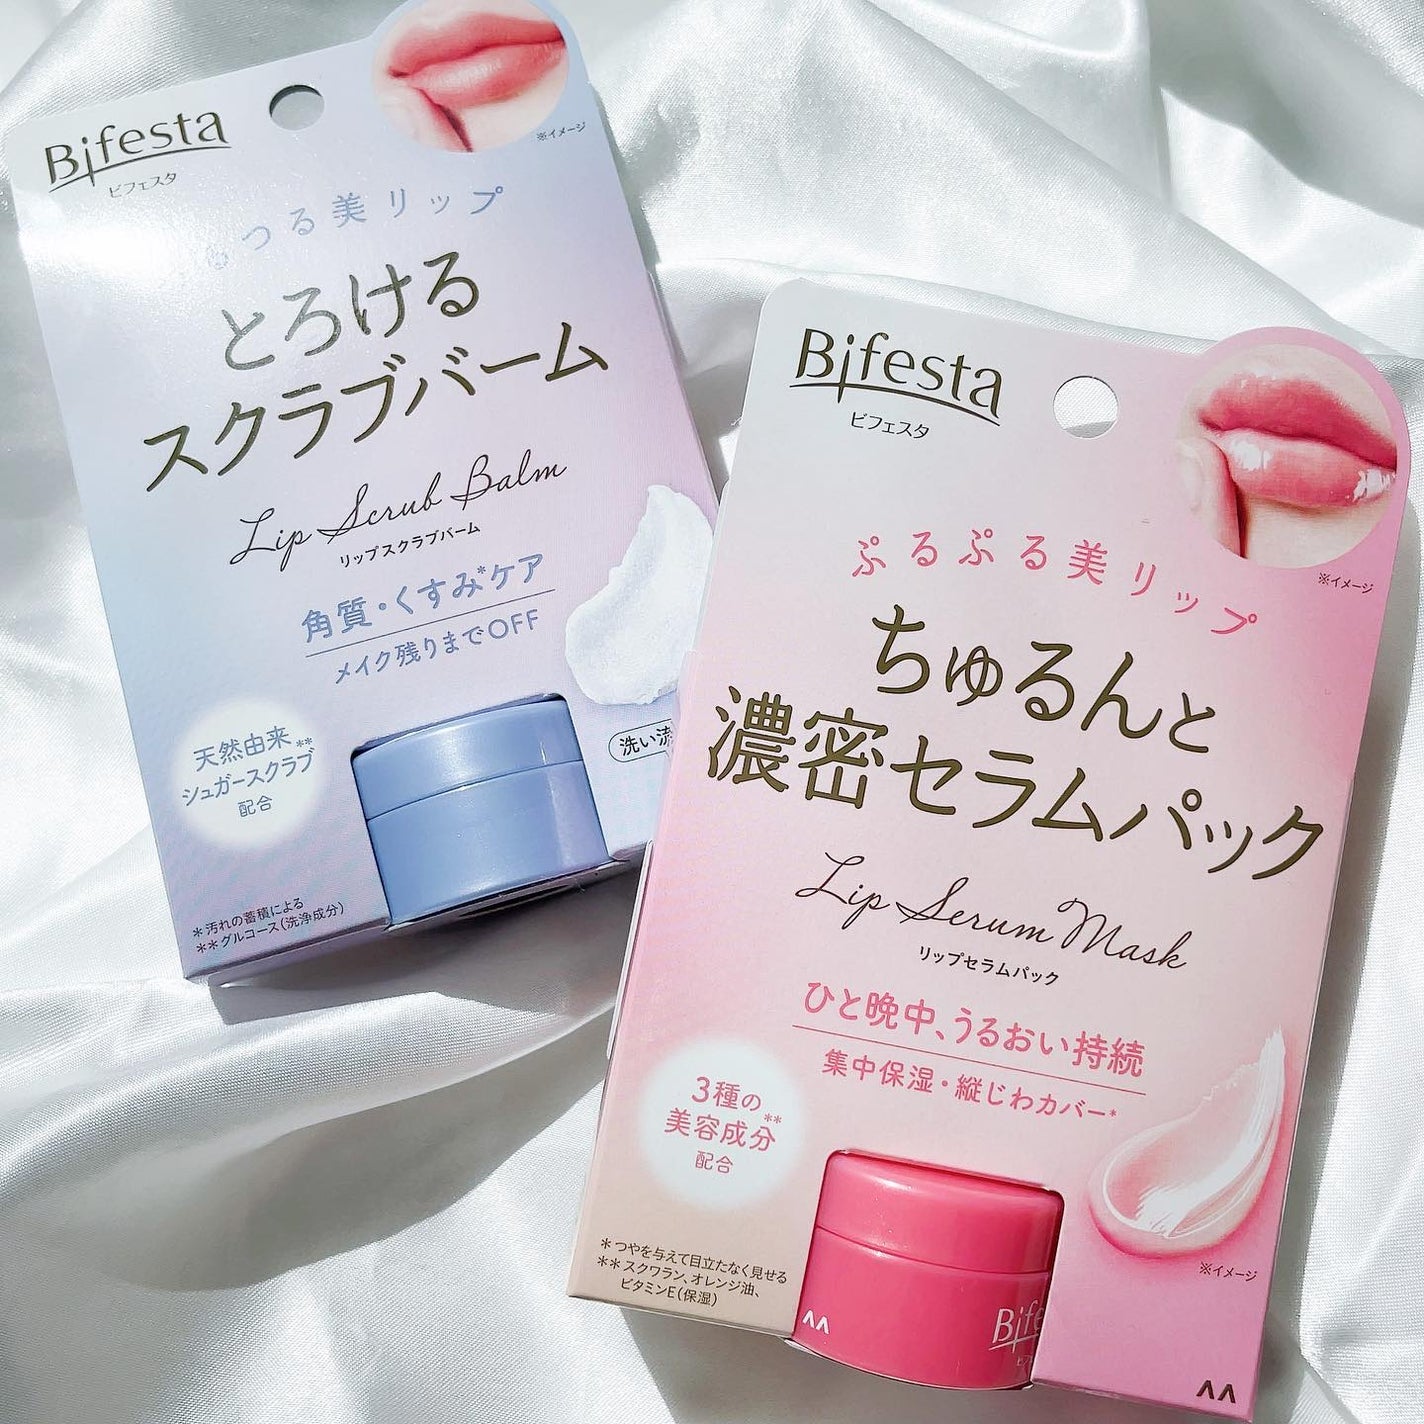 Bifesta
ビフェスタ
※イメージ
つる美リップ
とろける
スクラブバーム
Lip Scrub Balm
リップスクラブバーム
角質・くすみ*ケア
メイク残りまでOFF
天然由来**
シュガースクラブ
配合
洗い流
*汚れの蓄積による
**グルコース(洗浄成分)
Bifesta
ビフェスタ
※イメージ
ぷるぷる美リップ
ちゅるんと
濃密セラムパック
Lip Serum Mask
リップセラムパック
ひと晩中、うるおい持続
集中保湿・縦じわカバー*
3種の
美容成分**
配合
※イメージ
*つやを与えて目立たなく見せる
**スクワラン、オレンジ油、
ビタミンE(保湿)
Bife